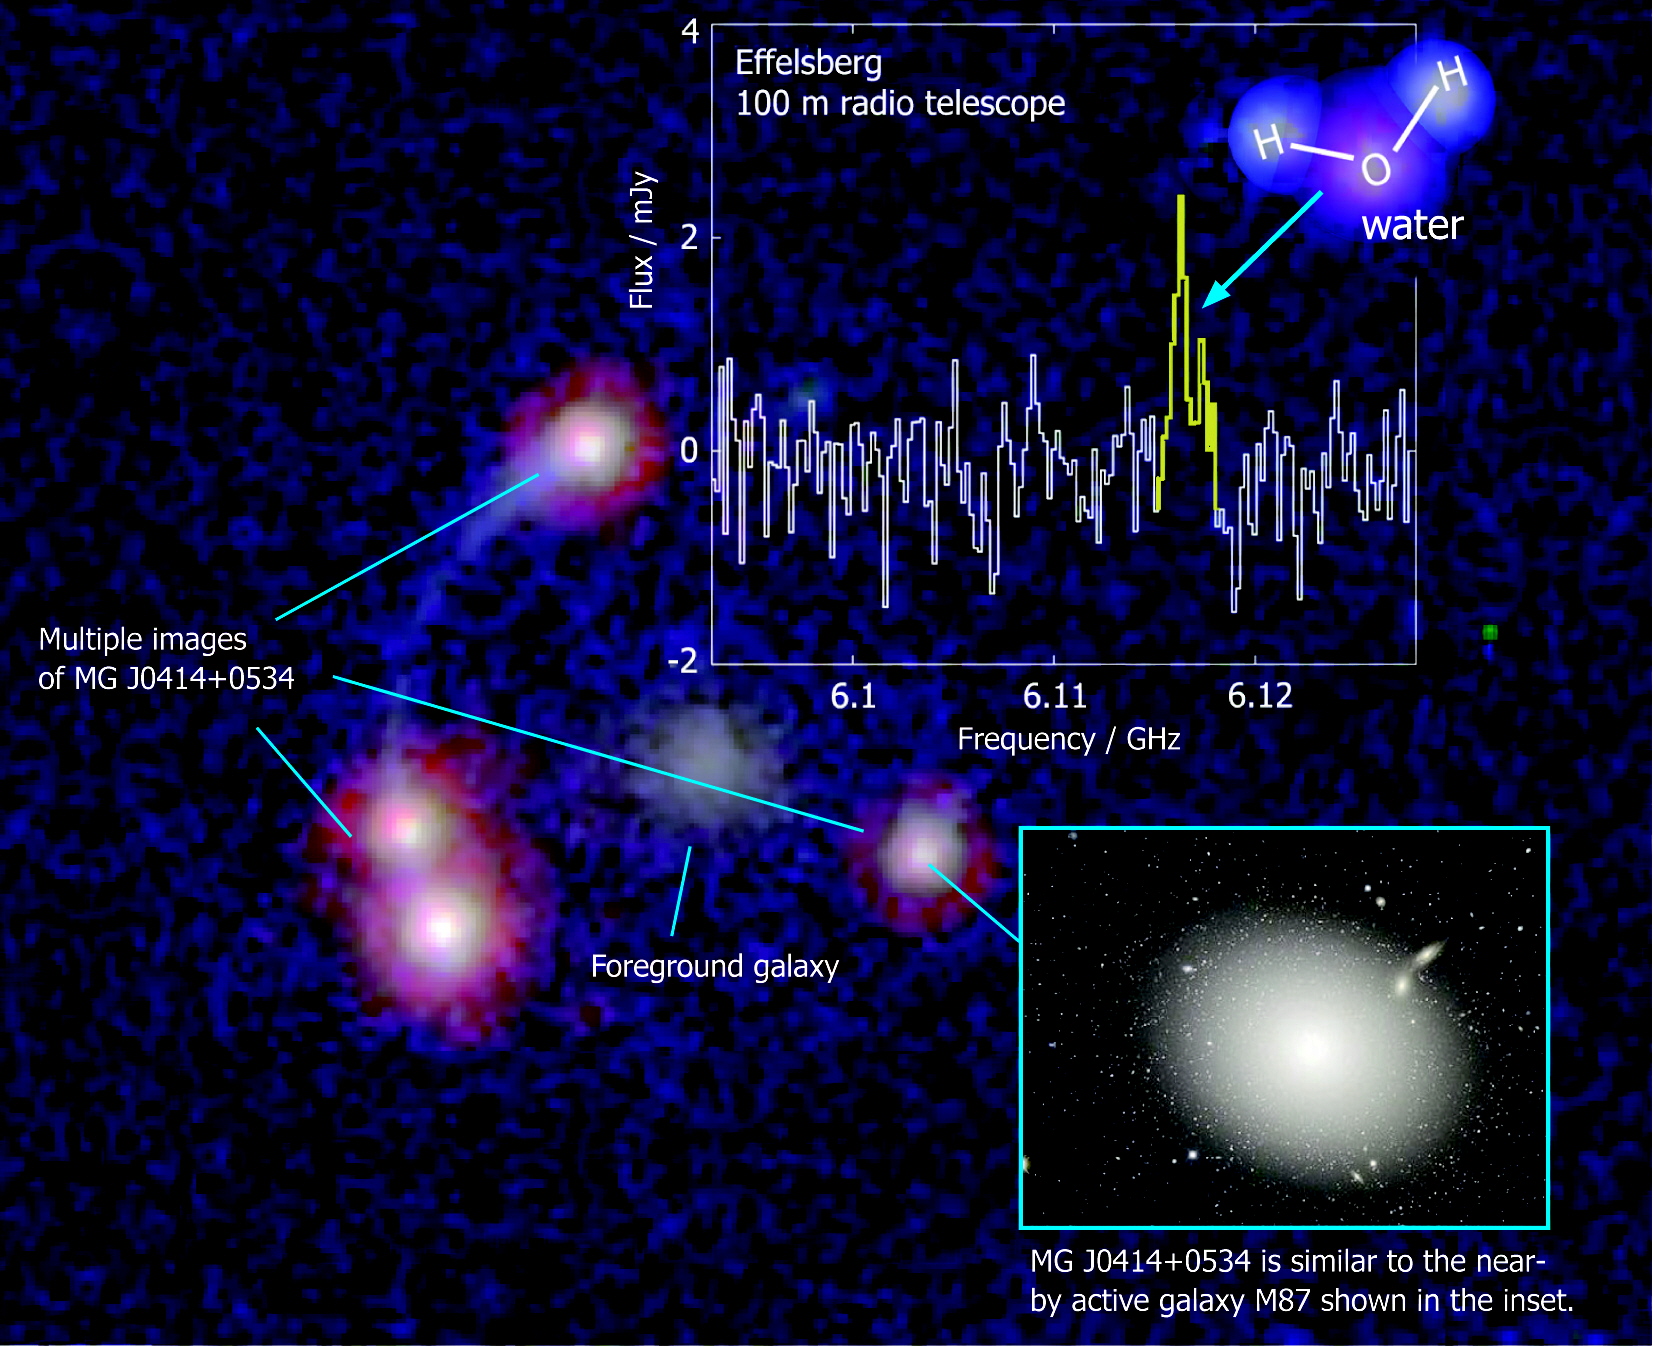 4
Effelsberg
100 m radio telescope
H
H
O
water
Flux / mJy
2
0
-2
6.1
6.11
6.12
Frequency / GHz
Multiple images
of MG J0414+0534
Foreground galaxy
MG J0414+0534 is similar to the near-
by active galaxy M87 shown in the inset.